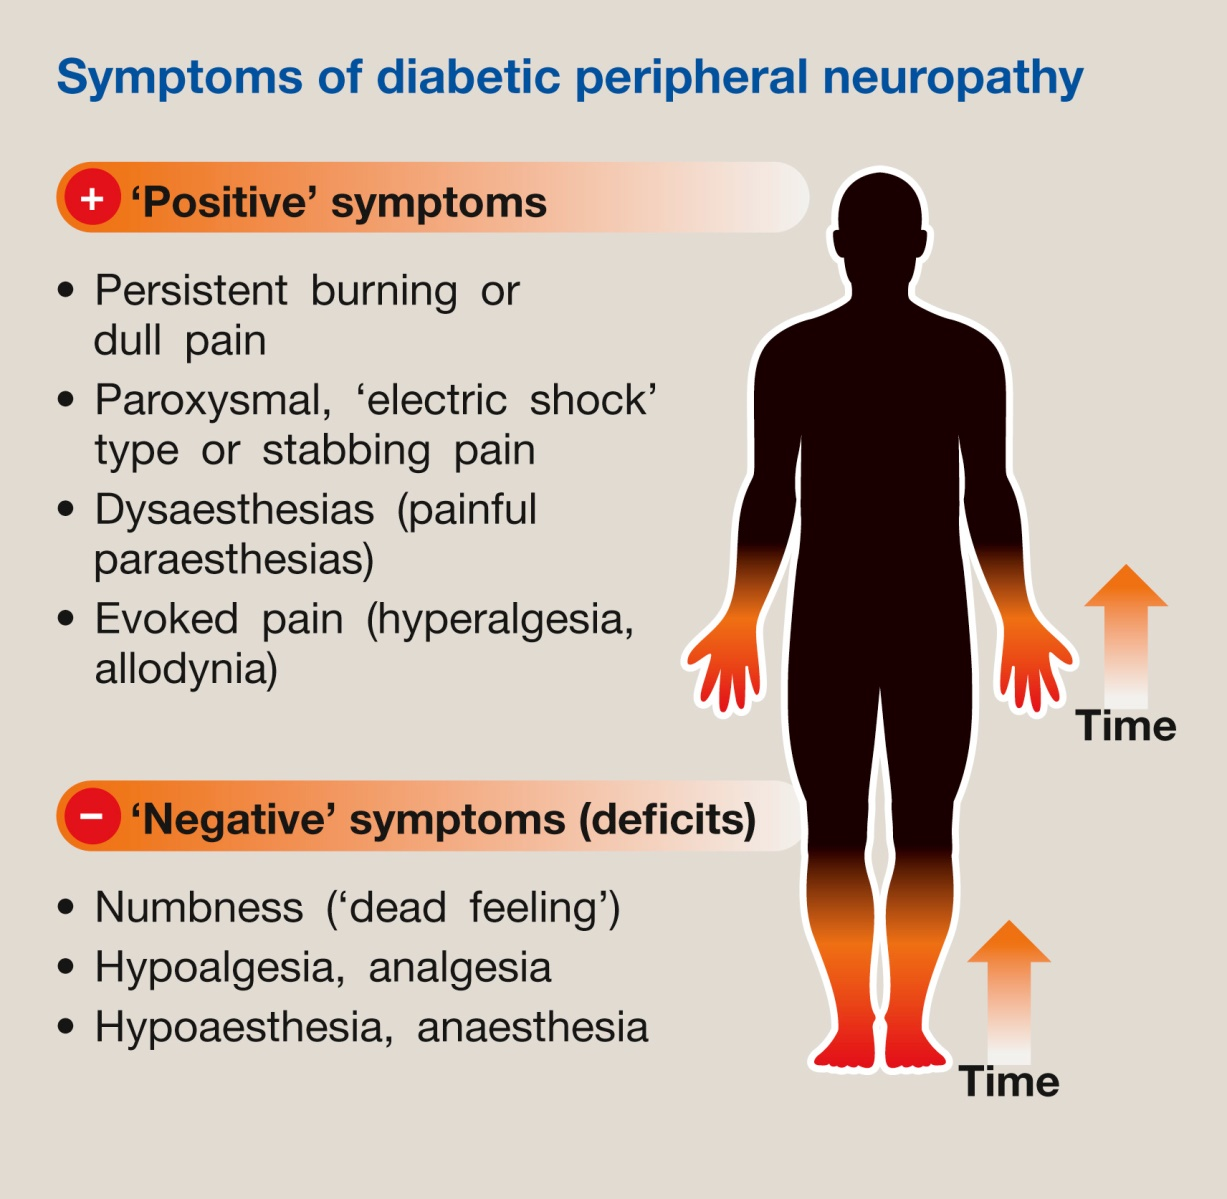 Symptoms of diabetic peripheral neuropathy
+ ‘Positive’ symptoms
• Persistent burning or
dull pain
• Paroxysmal, ‘electric shock’
type or stabbing pain
• Dysaesthesias (painful
paraesthesias)
• Evoked pain (hyperalgesia,
allodynia)
Time
− ‘Negative’ symptoms (deficits)
• Numbness (‘dead feeling’)
• Hypoalgesia, analgesia
• Hypoaesthesia, anaesthesia
Time